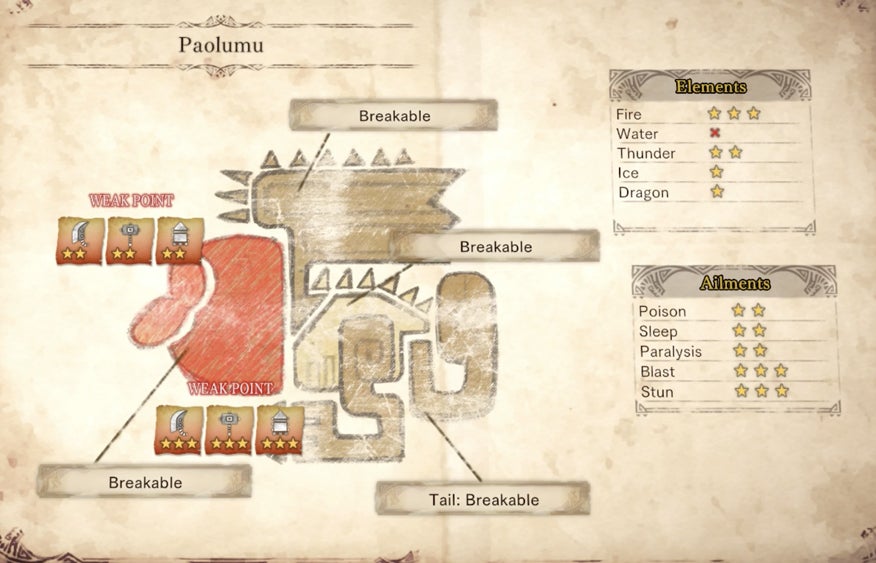 Paolumu
Breakable
WEAK POINT
Breakable
WEAK POINT
Breakable
Tail: Breakable
Elements
Fire
Water
Thunder
Ice
Dragon
Ailments
Poison
Sleep
Paralysis
Blast
Stun